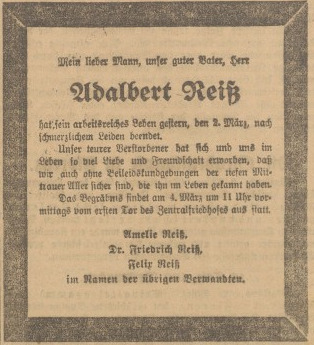 Mein lieber Mann, unser guter Vater, Herr
Adalbert Reiß
hat sein arbeitsreiches Leben gestern, den 2. März, nach
schmerzlichem Leiden beendet.
Unser teurer Verstorbener hat sich und uns im
Leben so viel Liebe und Freundschaft erworben, daß
wir auch ohne Beileidskundgebungen der tiefen Mit-
trauer Aller sicher sind, die ihn im Leben gekannt haben.
Das Begräbnis findet am 4. März um 11 Uhr vor-
mittags vom ersten Tor des Zentralfriedhofes aus statt.
Amelie Reiß,
Dr. Friedrich Reiß,
Felix Reiß
im Namen der übrigen Verwandten.